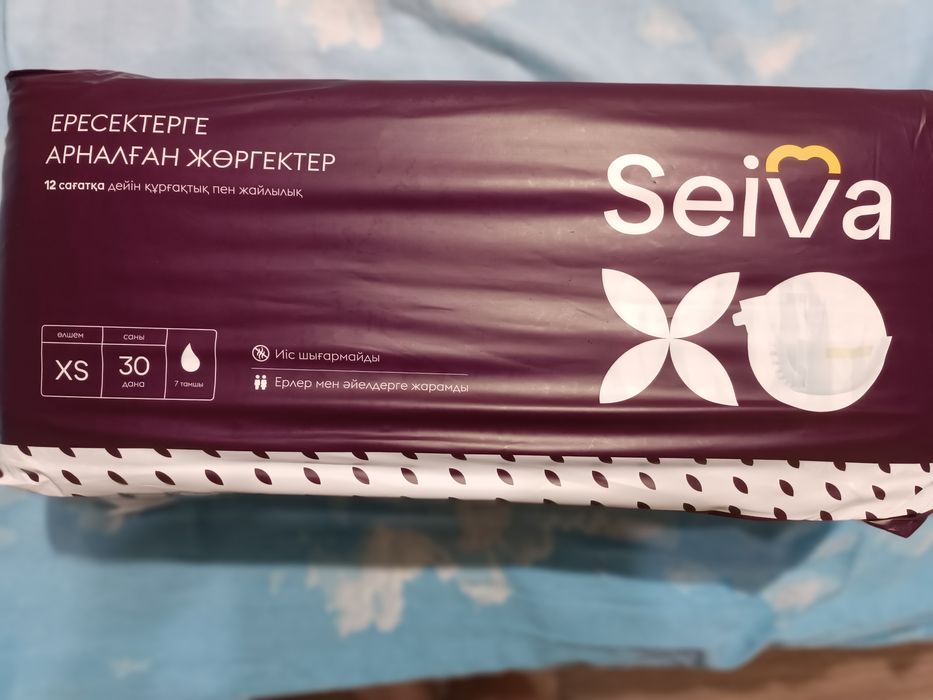 ЕРЕСЕКТЕРГЕ
АРНАЛҒАН ЖӨРГЕКТЕР
12 сағатқа дейін құрғақтық пен жайлылық
Seiva
өлшем
XS
саны
30
дана
7 тамшы
Иіс шығармайды
Ерлер мен әйелдерге жарамды